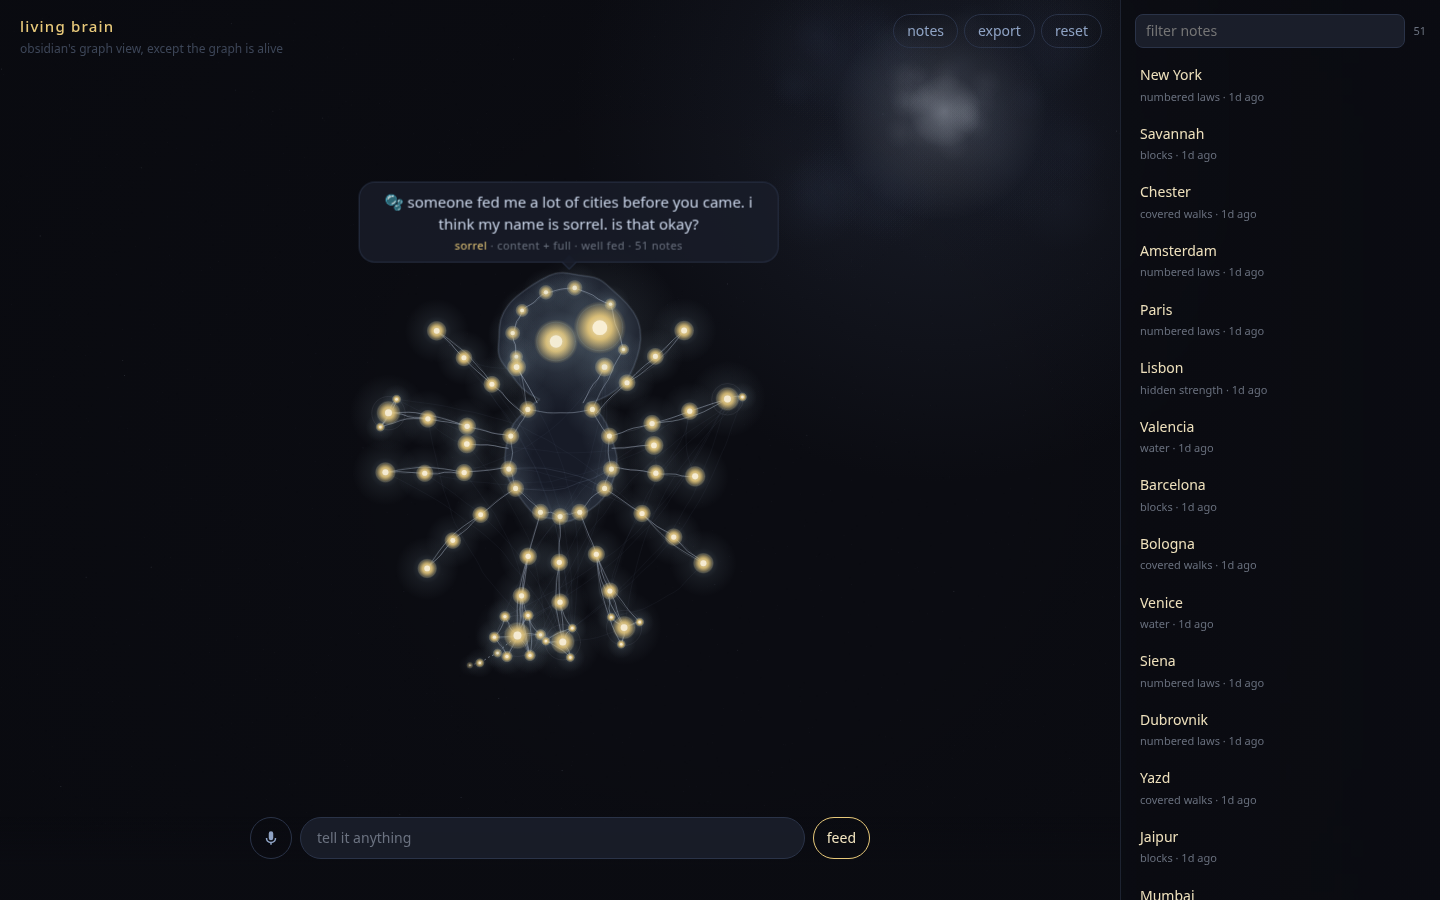 living brain
obsidian's graph view, except the graph is alive
notes
export
reset
filter notes
51
🫧 someone fed me a lot of cities before you came. i
think my name is sorrel. is that okay?
sorrel · content + full · well fed · 51 notes
tell it anything
feed
New York
numbered laws · 1d ago
Savannah
blocks · 1d ago
Chester
covered walks · 1d ago
Amsterdam
numbered laws · 1d ago
Paris
numbered laws · 1d ago
Lisbon
hidden strength · 1d ago
Valencia
water · 1d ago
Barcelona
blocks · 1d ago
Bologna
covered walks · 1d ago
Venice
water · 1d ago
Siena
numbered laws · 1d ago
Dubrovnik
numbered laws · 1d ago
Yazd
covered walks · 1d ago
Jaipur
blocks · 1d ago
Mumbai